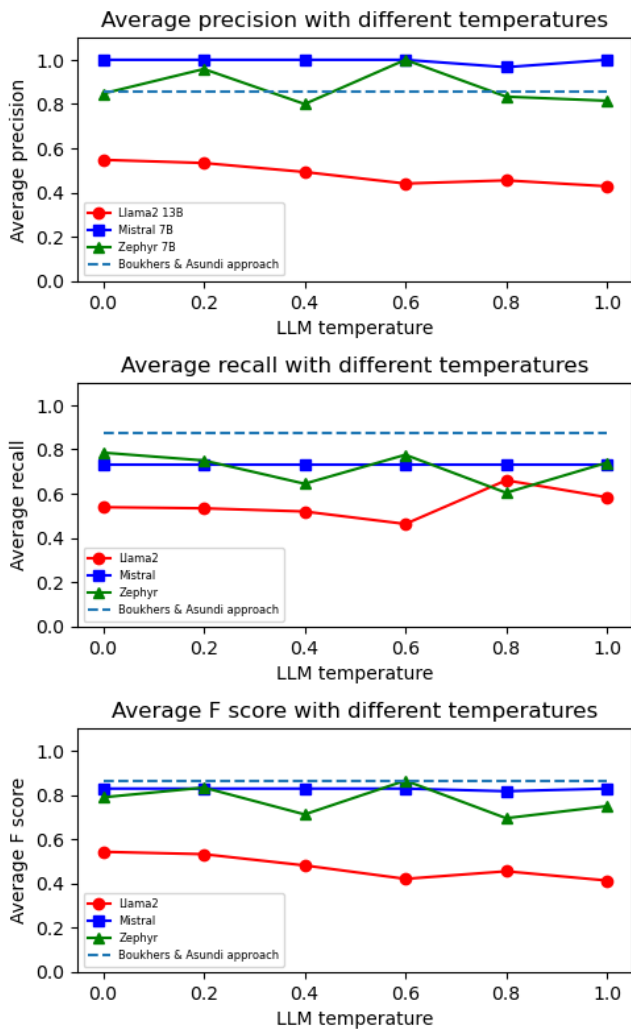 Average precision with different temperatures
1.0
0.8
0.6
0.4
0.2
0.0
Average precision
Llama2 13B
Mistral 7B
Zephyr 7B
Boukhers & Asundi approach
0.0 0.2 0.4 0.6 0.8 1.0
LLM temperature
Average recall with different temperatures
1.0
0.8
0.6
0.4
0.2
0.0
Average recall
Llama2
Mistral
Zephyr
Boukhers & Asundi approach
0.0 0.2 0.4 0.6 0.8 1.0
LLM temperature
Average F score with different temperatures
1.0
0.8
0.6
0.4
0.2
0.0
Average F score
Llama2
Mistral
Zephyr
Boukhers & Asundi approach
0.0 0.2 0.4 0.6 0.8 1.0
LLM temperature